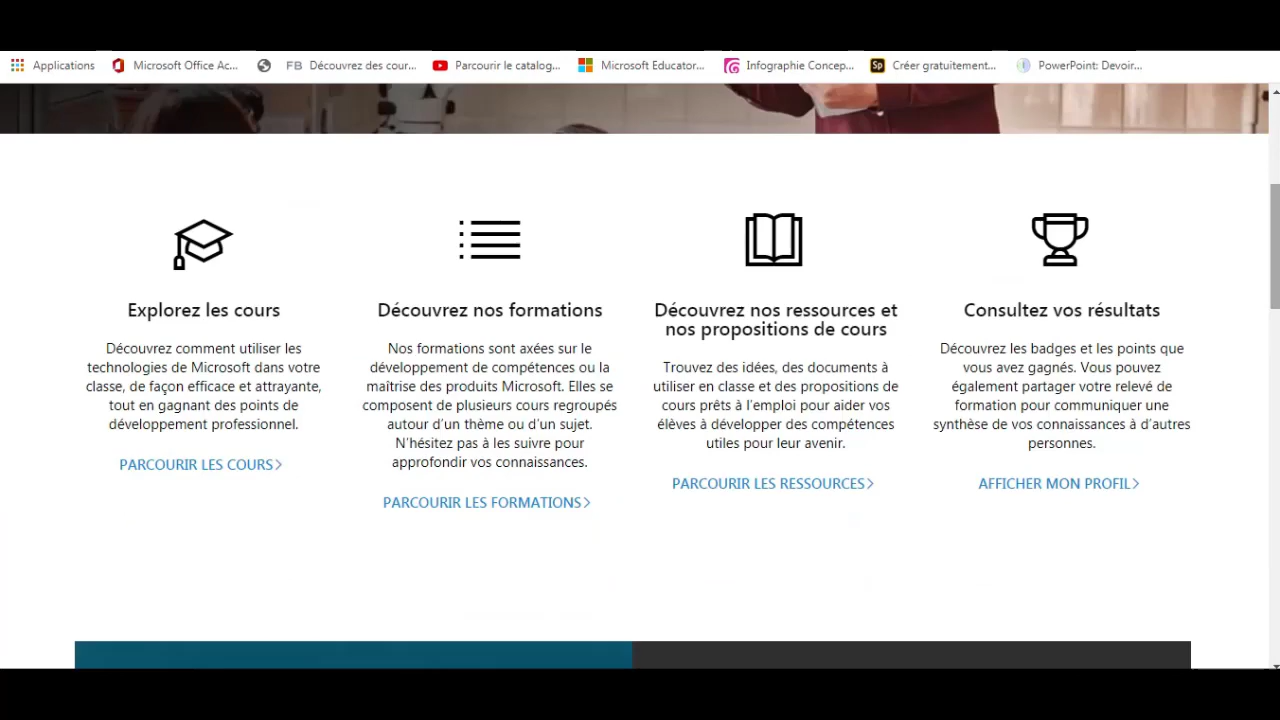 Applications Microsoft Office Ac... FB Découvrez des cour... Parcourir le catalog... Microsoft Educator... Infographie Concep... Sp Créer gratuitement... PowerPoint: Devoir...
Explorez les cours
Découvrez comment utiliser les
technologies de Microsoft dans votre
classe, de façon efficace et attrayante,
tout en gagnant des points de
développement professionnel.
PARCOURIR LES COURS>
Découvrez nos formations
Nos formations sont axées sur le
développement de compétences ou la
maîtrise des produits Microsoft. Elles se
composent de plusieurs cours regroupés
autour d'un thème ou d'un sujet.
N'hésitez pas à les suivre pour
approfondir vos connaissances.
PARCOURIR LES FORMATIONS>
Découvrez nos ressources et
nos propositions de cours
Trouvez des idées, des documents à
utiliser en classe et des propositions de
cours prêts à l'emploi pour aider vos
élèves à développer des compétences
utiles pour leur avenir.
PARCOURIR LES RESSOURCES>
Consultez vos résultats
Découvrez les badges et les points que
vous avez gagnés. Vous pouvez
également partager votre relevé de
formation pour communiquer une
synthèse de vos connaissances à d'autres
personnes.
AFFICHER MON PROFIL>